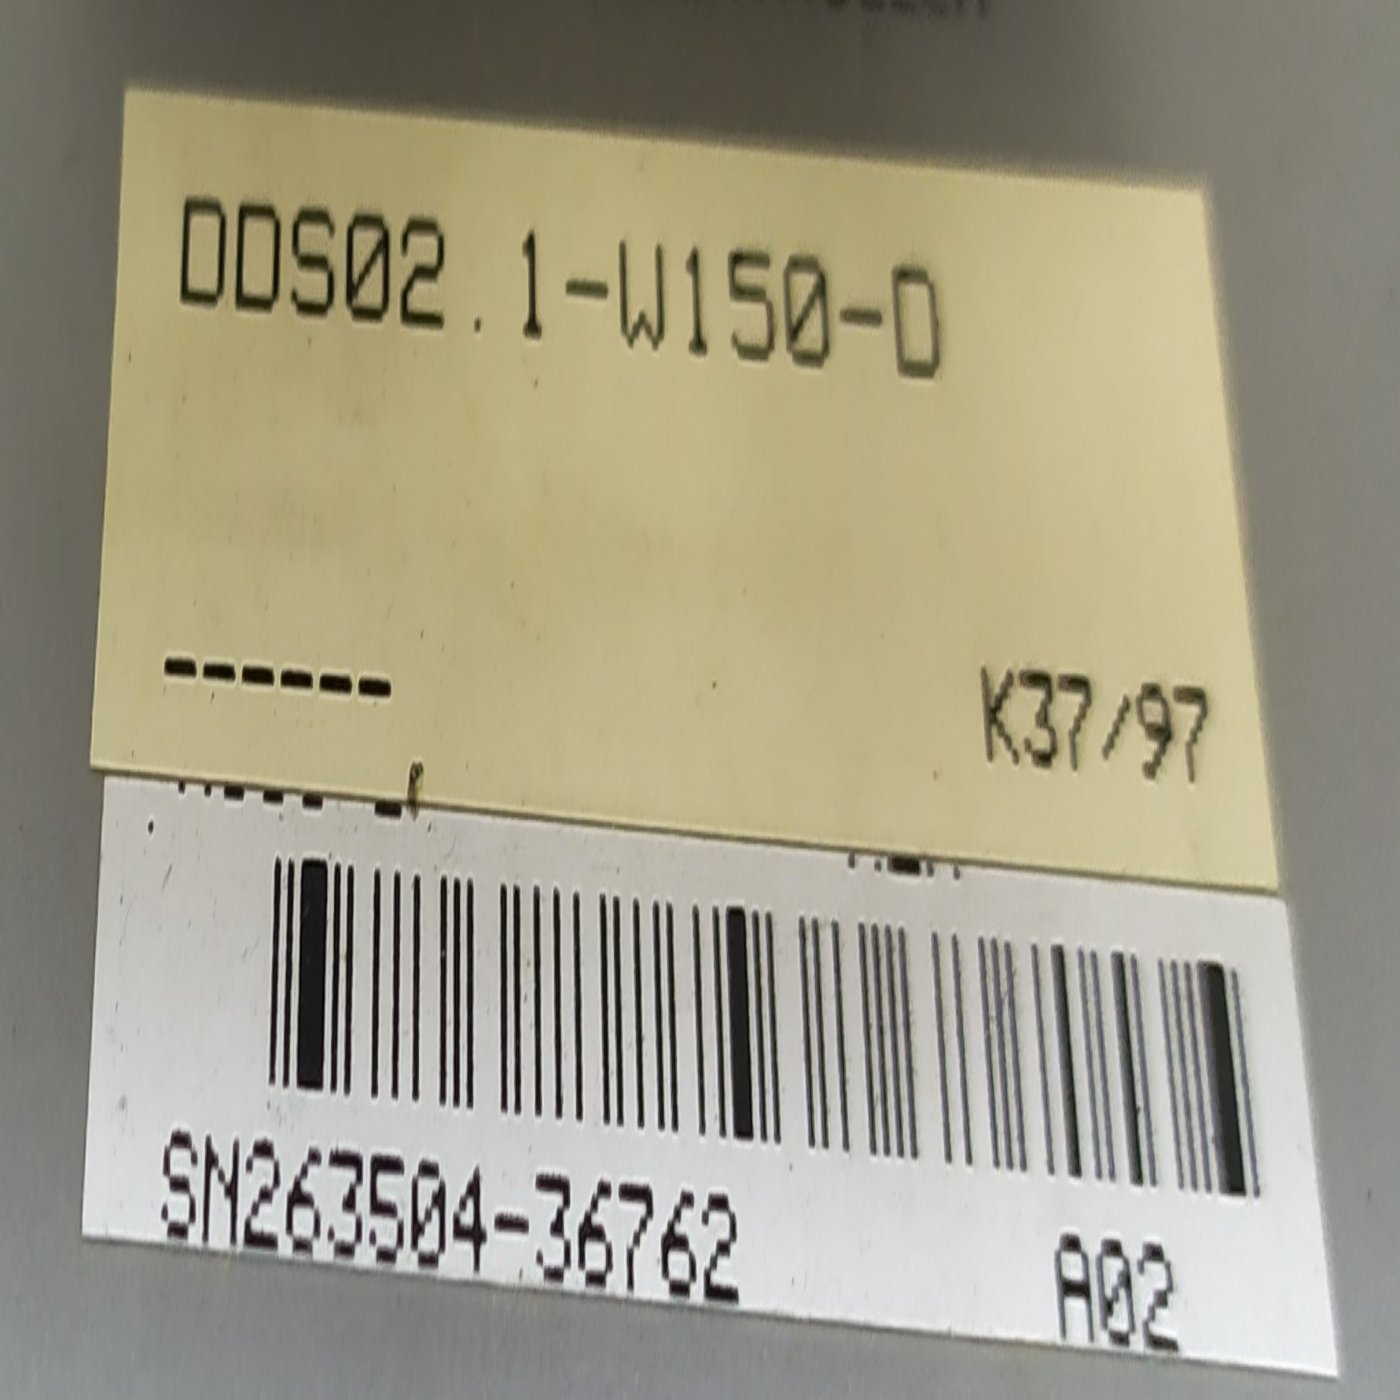 DDS02.1-W150-D
------
K37/97
SN263504-36762
A02